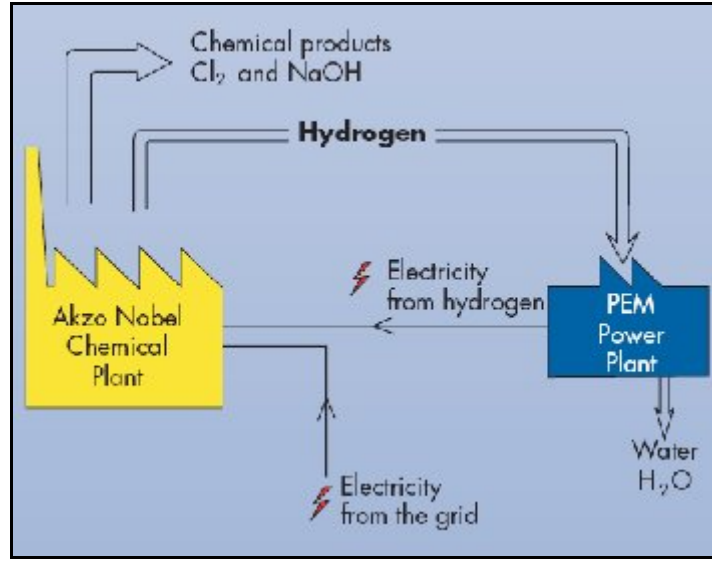 Chemical products
Cl₂ and NaOH
Hydrogen
Electricity
from hydrogen
Akzo Nobel
Chemical
Plant
PEM
Power
Plant
Water
H₂O
Electricity
from the grid